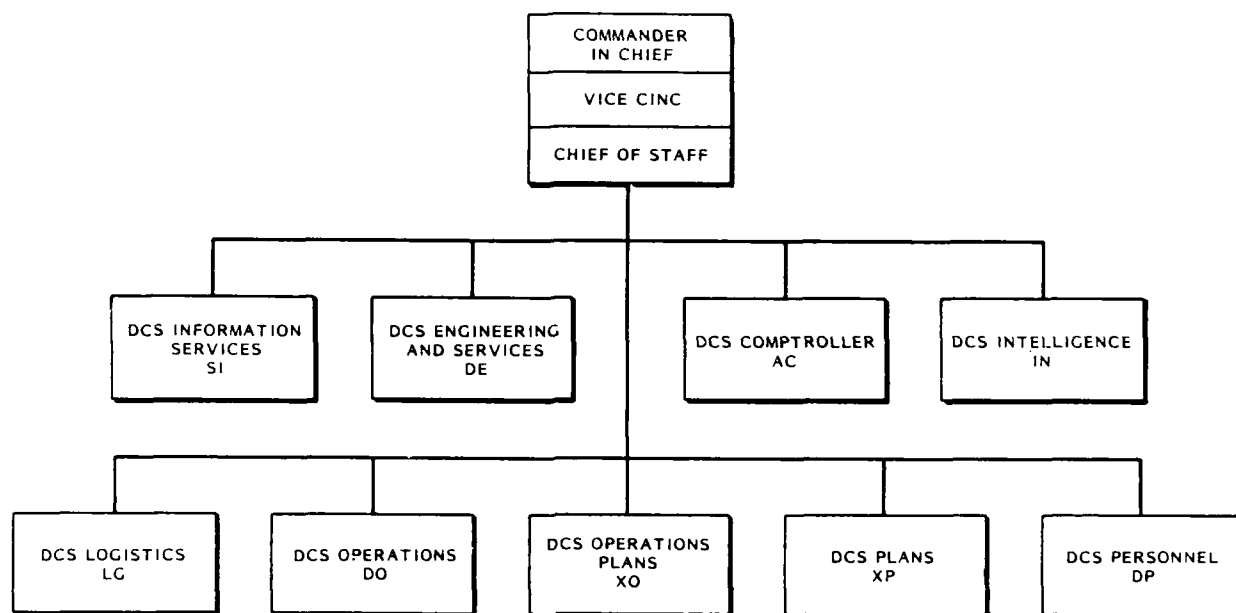 COMMANDER
IN CHIEF
VICE CINC
CHIEF OF STAFF
DCS INFORMATION
SERVICES
SI
DCS ENGINEERING
AND SERVICES
DE
DCS COMPTROLLER
AC
DCS INTELLIGENCE
IN
DCS LOGISTICS
LG
DCS OPERATIONS
DO
DCS OPERATIONS
PLANS
XO
DCS PLANS
XP
DCS PERSONNEL
DP